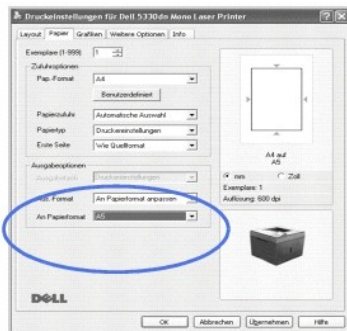 Druckeinstellungen für Dell 5330dn Mono Laser Printer
Layout Papier Grafiken Weitere Optionen Info
Exemplare (1-999) 1
Zufuhroptionen
Pap.-Format A4
Benutzerdefiniert
Papierzufuhr Automatische Auswahl
Papiertyp Druckereinstellungen
Erste Seite Wie Quellformat
A4 auf
A5
Ausgabeoptionen
Druckereinstellungen
mm Zoll
Exemplare: 1
Aus.-Format An Papierformat anpassen
Auflösung: 600 dpi
An Papierformat A5
DELL
OK Abbrechen Übernehmen Hilfe